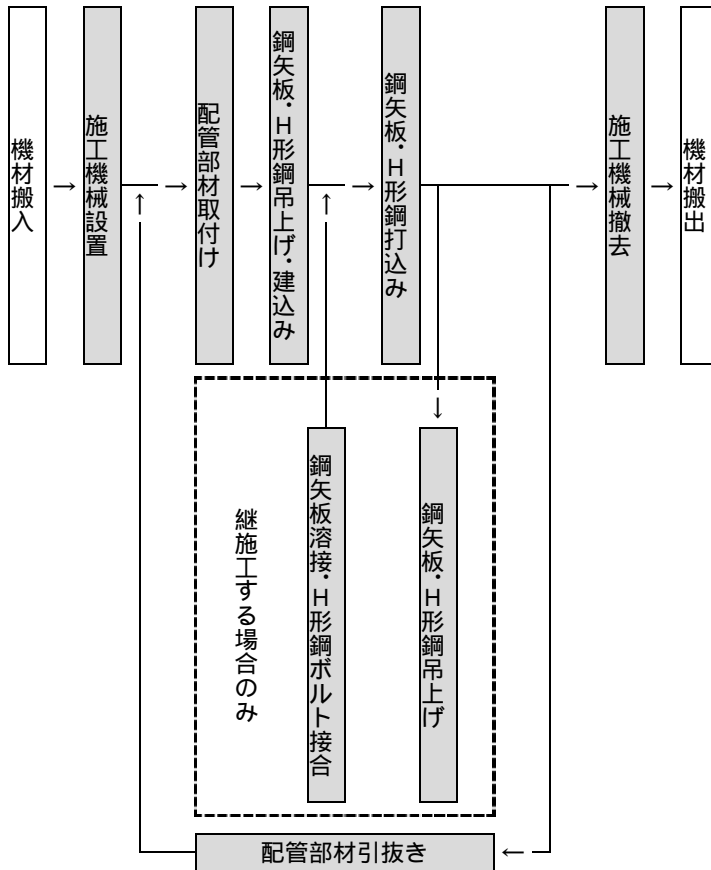 機材搬入
→
施工機械設置
→
配管部材取付け
→
鋼矢板・H形鋼吊上げ・建込み
→
鋼矢板・H形鋼打込み
→
施工機械撤去
→
機材搬出
↑
↑
↓
継施工する場合のみ
鋼矢板溶接・H形鋼ボルト接合
鋼矢板・H形鋼吊上げ
配管部材引抜き
←